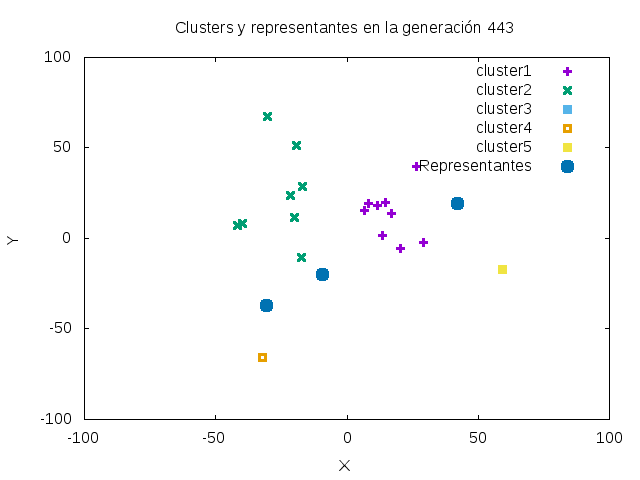 Clusters y representantes en la generación 443
100
50
0
-50
-100
Y
cluster1
cluster2
cluster3
cluster4
cluster5
Representantes
-100 -50 0 50 100
X